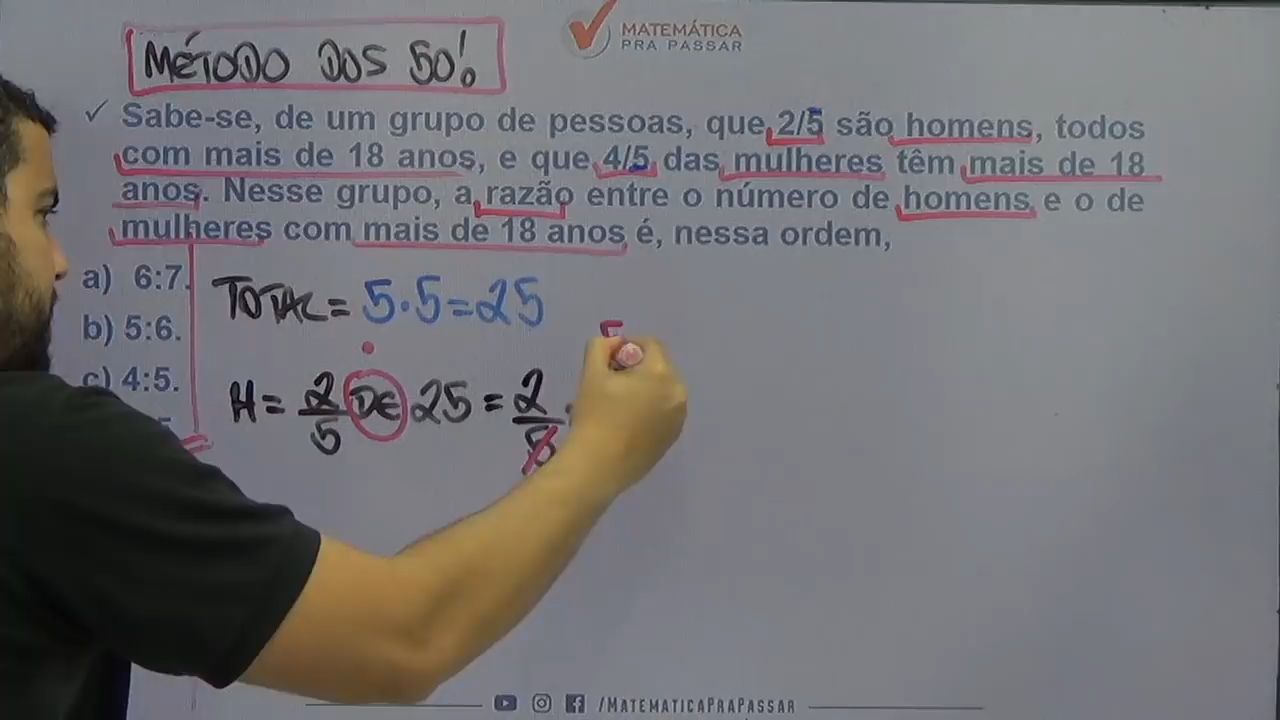 MATEMÁTICA
PRA PASSAR
MÉTODO DOS 50!
✓ Sabe-se, de um grupo de pessoas, que 2/5 são homens, todos
com mais de 18 anos, e que 4/5 das mulheres têm mais de 18
anos. Nesse grupo, a razão entre o número de homens e o de
mulheres com mais de 18 anos é, nessa ordem,
a) 6:7.
b) 5:6.
c) 4:5.
TOTAL = 5·5=25
H = 2/5 DE 25 = 2/5
5
/MATEMATICAPRAPASSAR